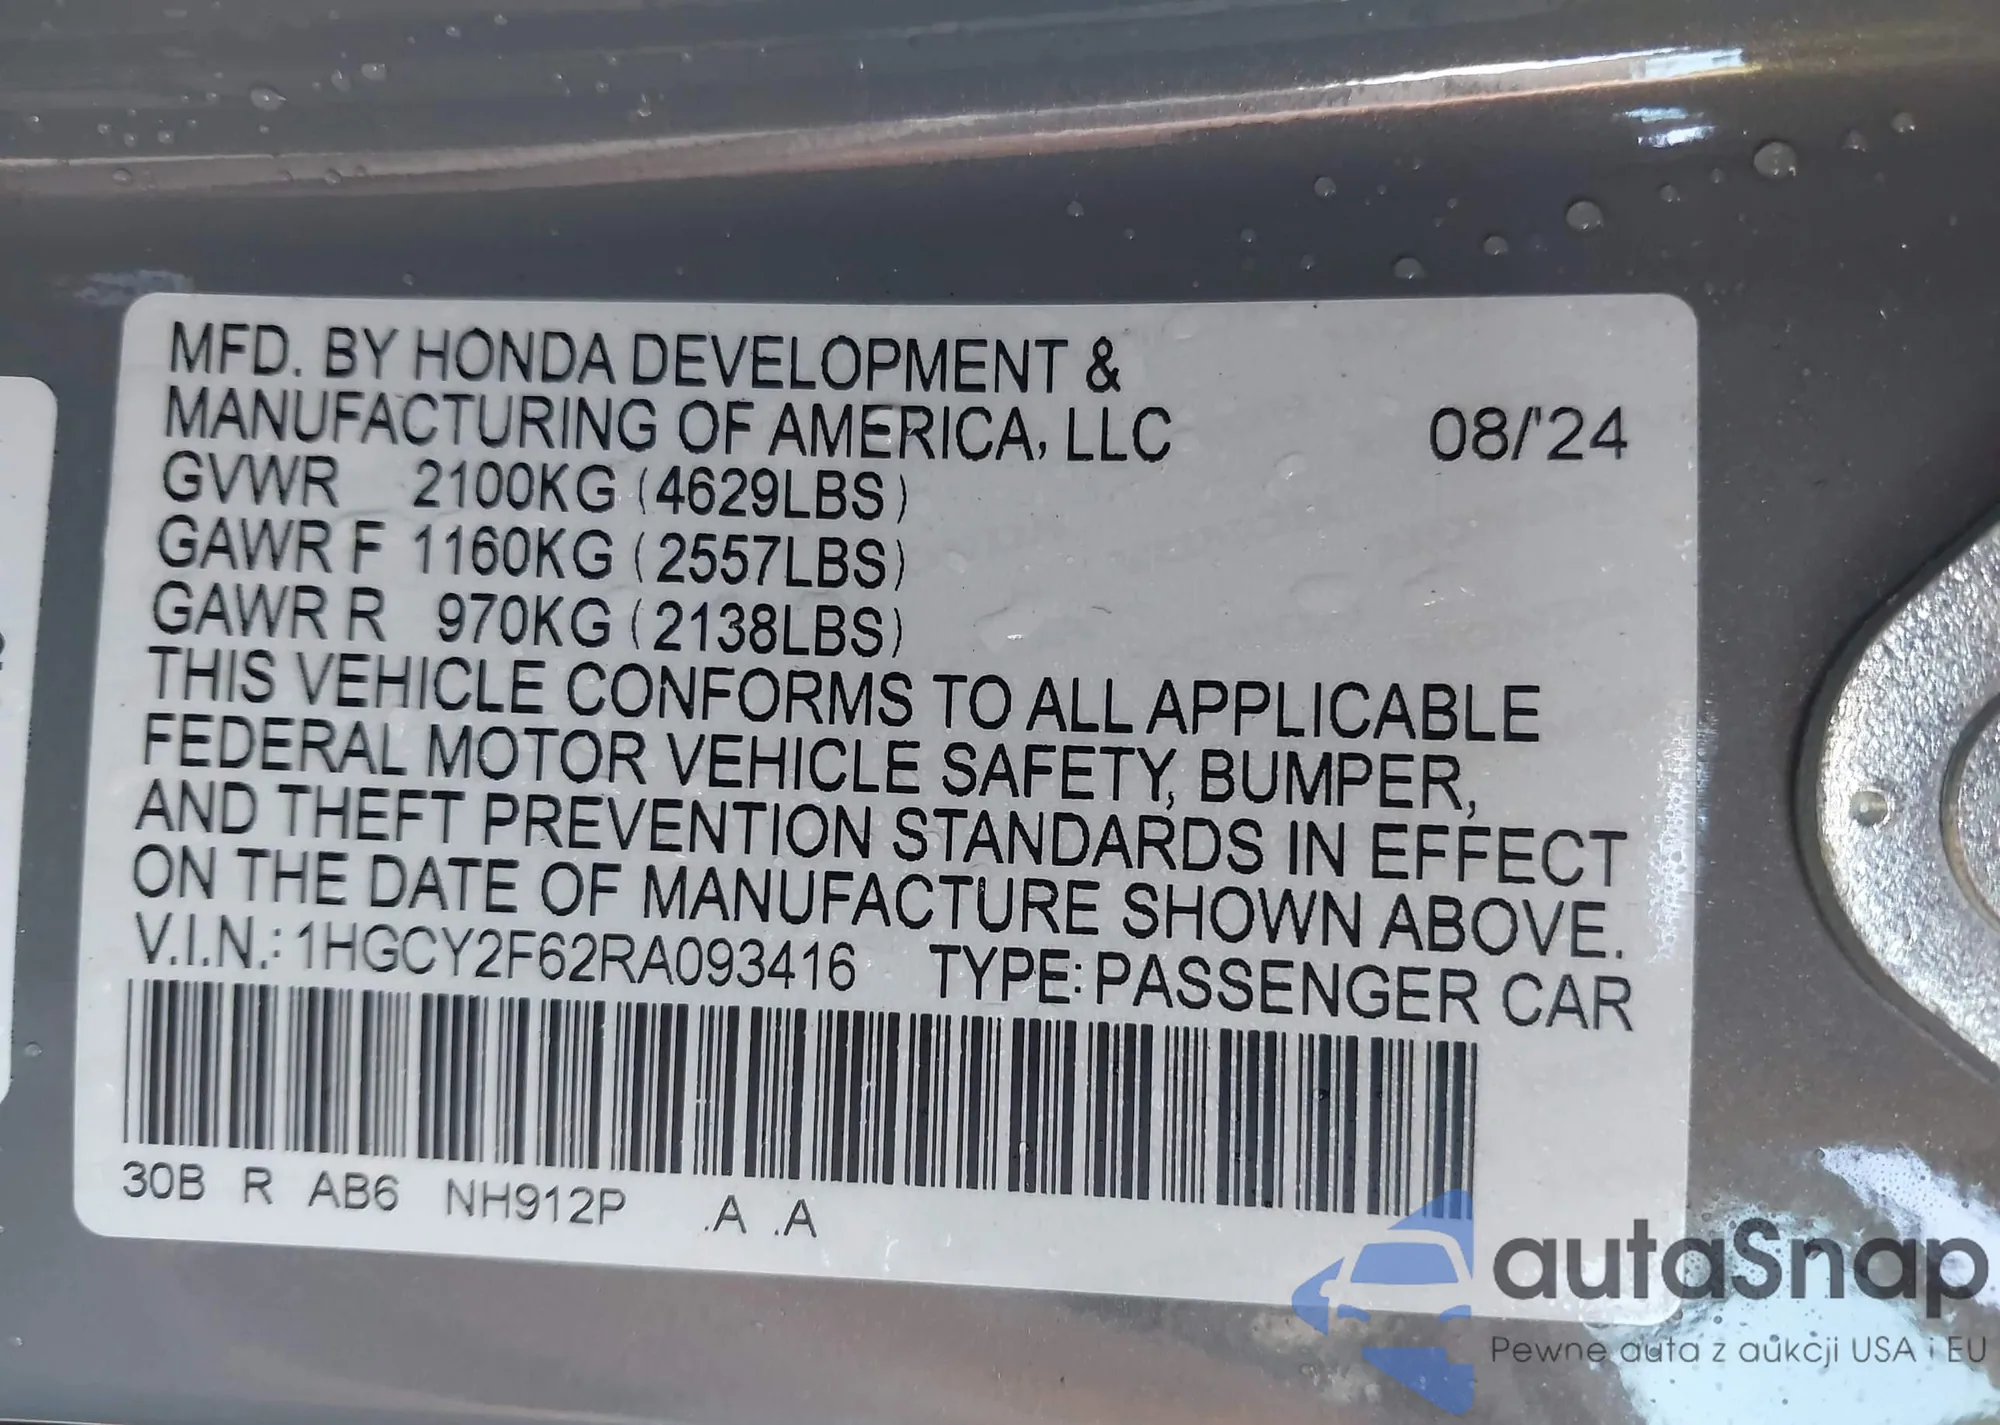 MFD. BY HONDA DEVELOPMENT &
MANUFACTURING OF AMERICA, LLC 08/'24
GVWR 2100KG (4629LBS)
GAWR F 1160KG (2557LBS)
GAWR R 970KG (2138LBS)
THIS VEHICLE CONFORMS TO ALL APPLICABLE
FEDERAL MOTOR VEHICLE SAFETY, BUMPER,
AND THEFT PREVENTION STANDARDS IN EFFECT
ON THE DATE OF MANUFACTURE SHOWN ABOVE.
V.I.N.: 1HGCY2F62RA093416 TYPE: PASSENGER CAR
30B R AB6 NH912P .A .A
autaSnap
Pewne auta z aukcji USA i EU